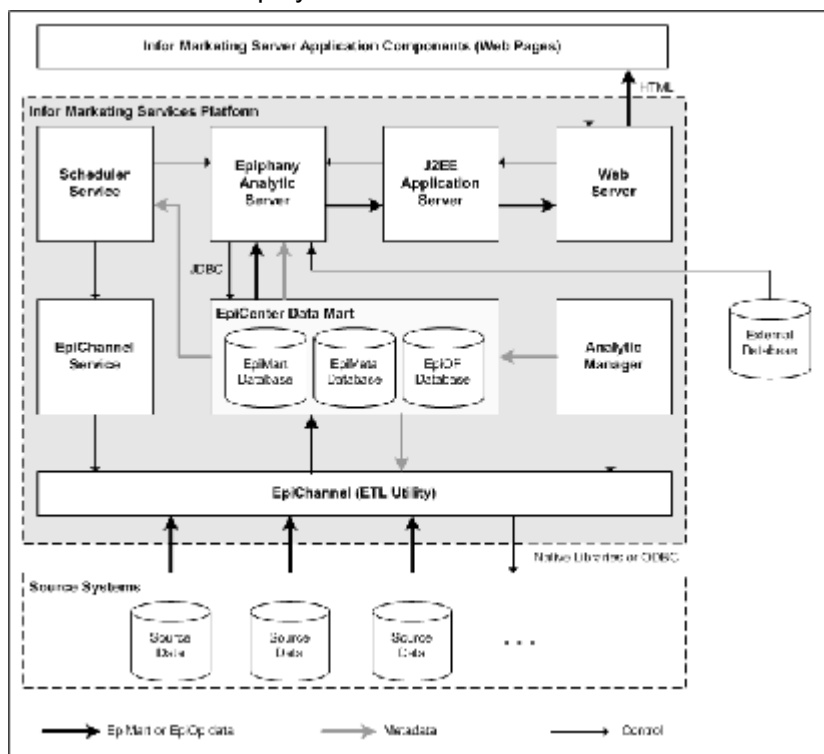 Infor Marketing Server Application Components (Web Pages)
HTML
Infor Marketing Services Platform
Scheduler
Service
Epiphany
Analytic
Server
J2EE
Application
Server
Web
Server
JDBC
EpiChannel
Service
EpiCenter Data Mart
EpiMart
Database
EpiMeta
Database
EpiOP
Database
Analytic
Manager
External
Database
EpiChannel (ETL Utility)
Native Libraries or ODBC
Source Systems
Source
Data
Source
Data
Source
Data
. . .
EpiMart or EpiOp data
Metadata
Control